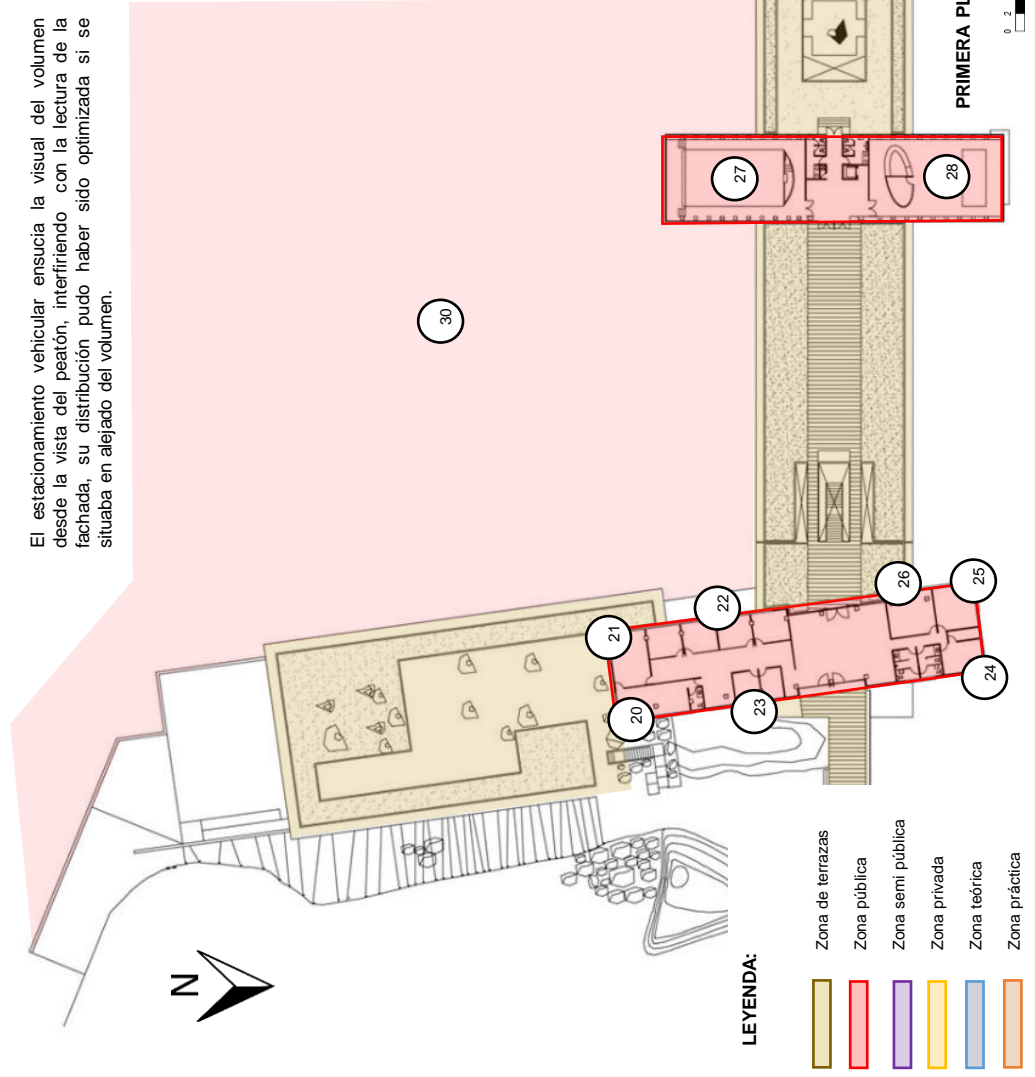 El estacionamiento vehicular ensucia la visual del volumen
desde la vista del peatón, interfiriendo con la lectura de la
fachada, su distribución pudo haber sido optimizada si se
situaba en alejado del volumen.
30
27
28
21
22
26
25
20
23
24
N
PRIMERA PL
0 2
LEYENDA:
Zona de terrazas
Zona pública
Zona semi pública
Zona privada
Zona teórica
Zona práctica